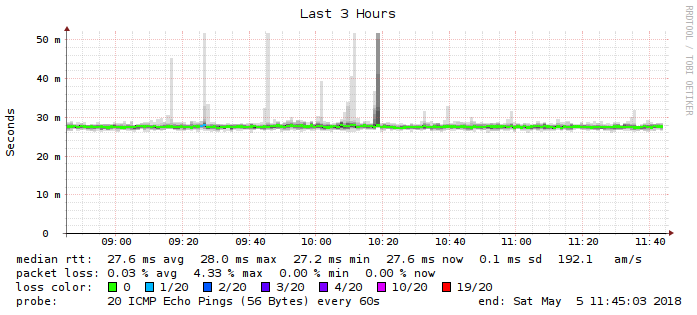 Last 3 Hours
RRDTOOL / TOBI OETIKER
Seconds
50 m
40 m
30 m
20 m
10 m
0
09:00 09:20 09:40 10:00 10:20 10:40 11:00 11:20 11:40
median rtt: 27.6 ms avg 28.0 ms max 27.2 ms min 27.6 ms now 0.1 ms sd 192.1 am/s
packet loss: 0.03 % avg 4.33 % max 0.00 % min 0.00 % now
loss color: 0 1/20 2/20 3/20 4/20 10/20 19/20
probe: 20 ICMP Echo Pings (56 Bytes) every 60s end: Sat May 5 11:45:03 2018